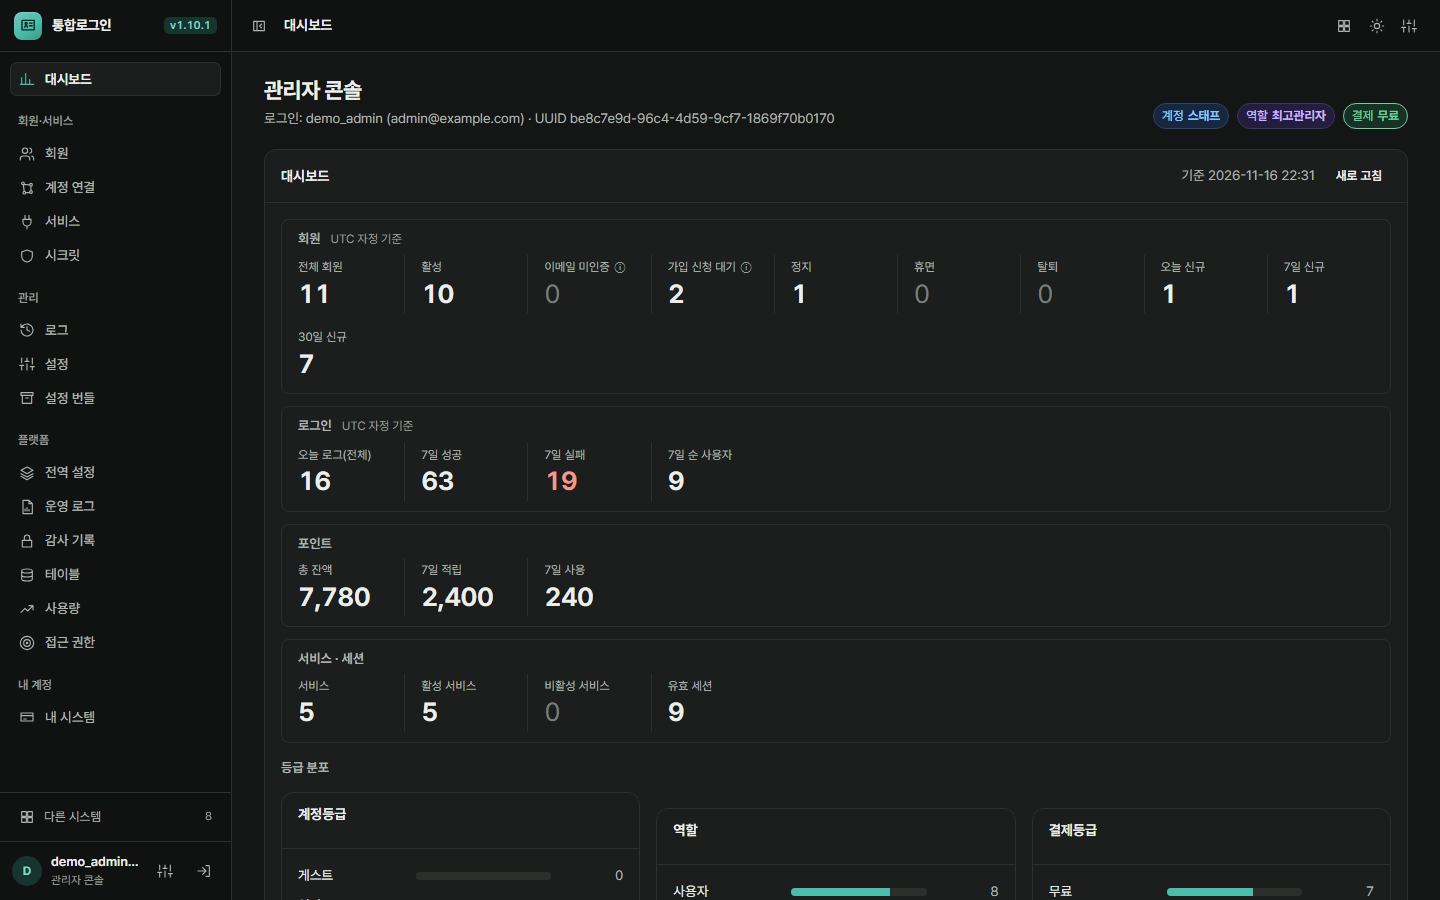 통합로그인
v1.10.1
대시보드
회원·서비스
회원
계정 연결
서비스
시크릿
관리
로그
설정
설정 번들
플랫폼
전역 설정
운영 로그
감사 기록
테이블
사용량
접근 권한
내 계정
내 시스템
다른 시스템 8
D
demo_admin...
관리자 콘솔
대시보드
관리자 콘솔
로그인: demo_admin (admin@example.com) · UUID be8c7e9d-96c4-4d59-9cf7-1869f70b0170
계정 스태프
역할 최고관리자
결제 무료
대시보드
기준 2026-11-16 22:31
새로 고침
회원 UTC 자정 기준
전체 회원 활성 이메일 미인증 가입 신청 대기 정지 휴면 탈퇴 오늘 신규 7일 신규
11 10 0 2 1 0 0 1 1
30일 신규
7
로그인 UTC 자정 기준
오늘 로그(전체) 7일 성공 7일 실패 7일 순 사용자
16 63 19 9
포인트
총 잔액 7일 적립 7일 사용
7,780 2,400 240
서비스 · 세션
서비스 활성 서비스 비활성 서비스 유효 세션
5 5 0 9
등급 분포
계정등급
게스트 0
역할
사용자 8
결제등급
무료 7